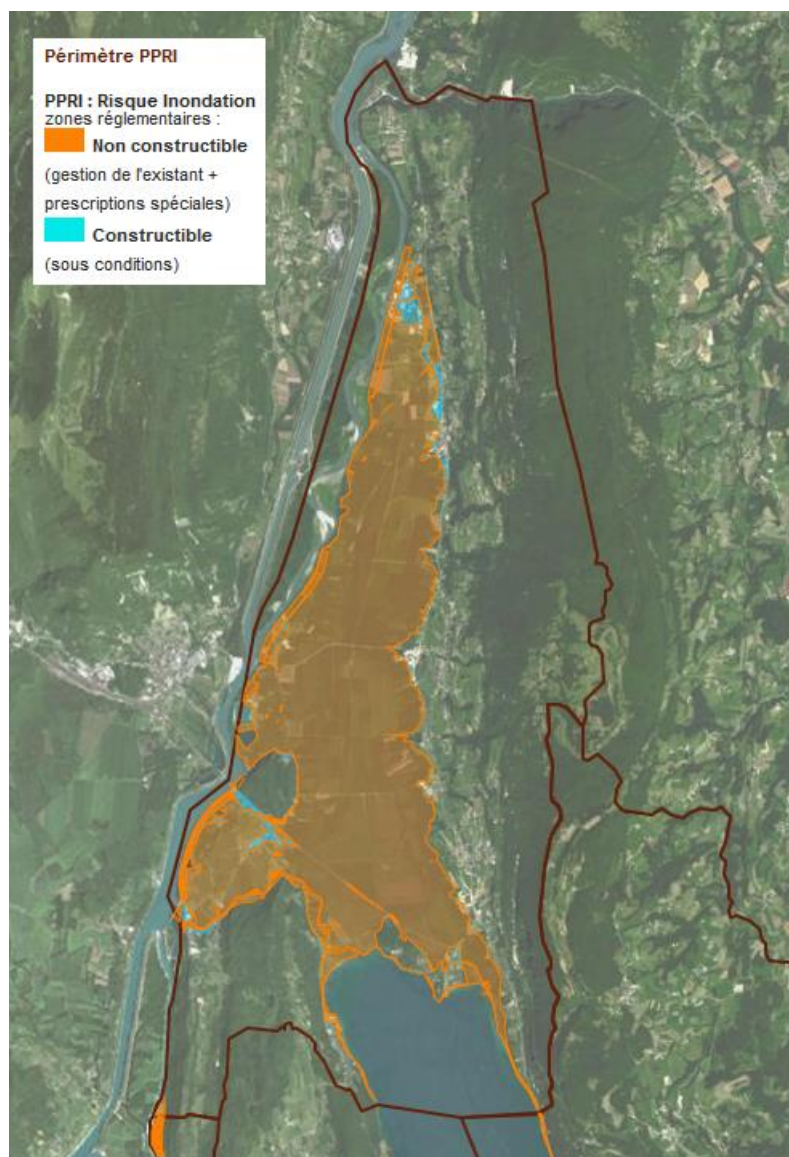 Périmètre PPRI
PPRI : Risque Inondation
zones réglementaires :
Non constructible
(gestion de l'existant +
prescriptions spéciales)
Constructible
(sous conditions)